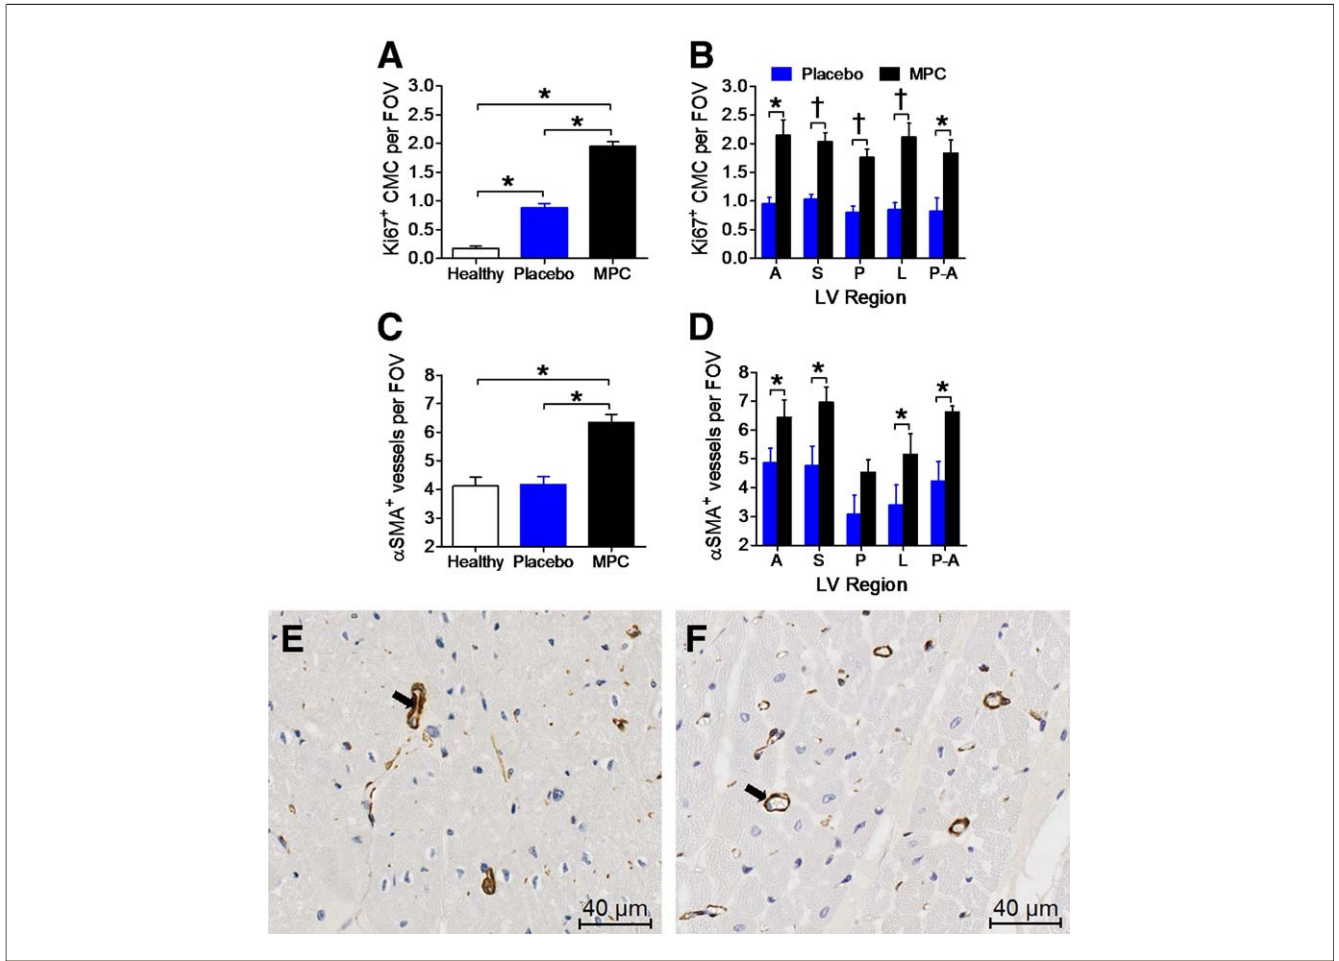 A
Ki67⁺ CMC per FOV
3.0
2.5
2.0
1.5
1.0
0.5
0.0
*
*
*
Healthy Placebo MPC
B
Placebo MPC
Ki67⁺ CMC per FOV
3.0
2.5
2.0
1.5
1.0
0.5
0.0
* † † † *
A S P L P-A
LV Region
C
αSMA⁺ vessels per FOV
8
7
6
5
4
3
2
*
*
Healthy Placebo MPC
D
αSMA⁺ vessels per FOV
8
7
6
5
4
3
2
* * * *
A S P L P-A
LV Region
E
40 µm
F
40 µm